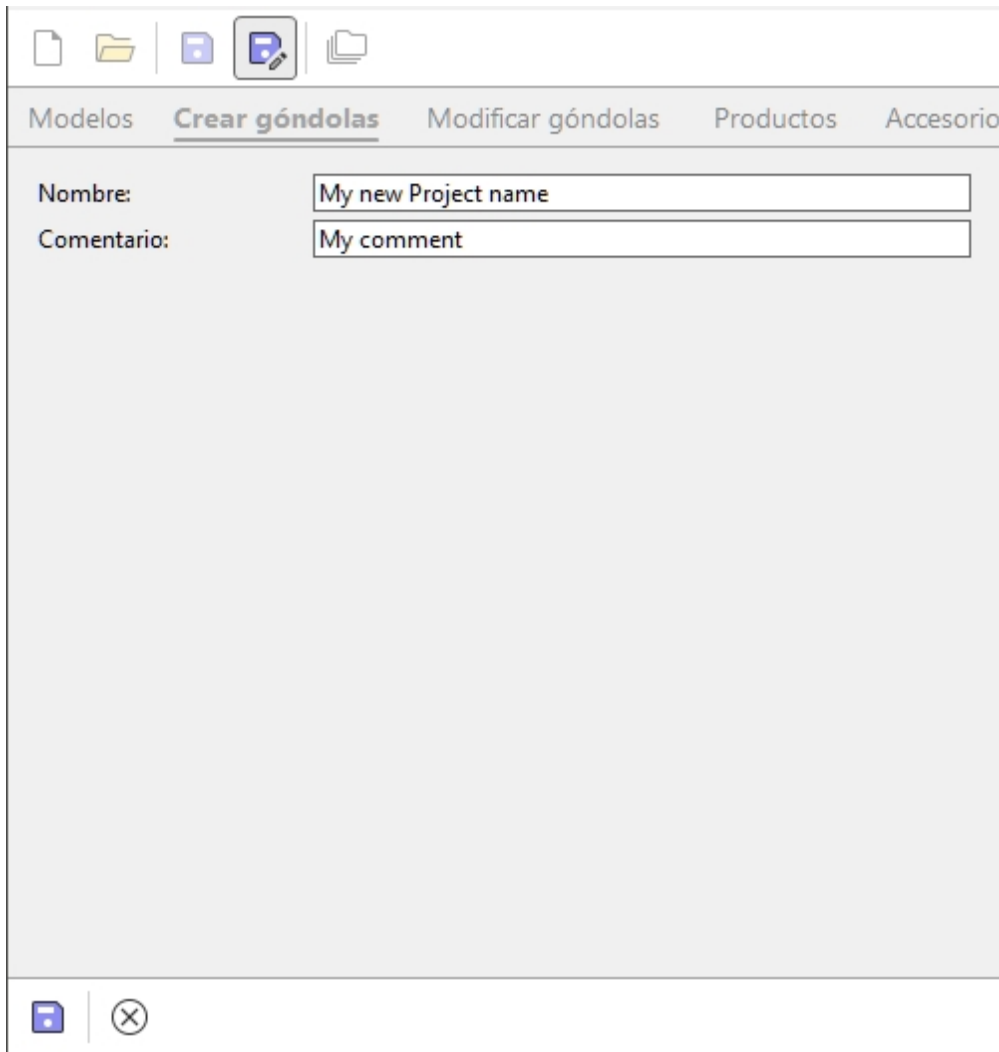 Modelos Crear góndolas Modificar góndolas Productos Accesorio
Nombre: My new Project name
Comentario: My comment